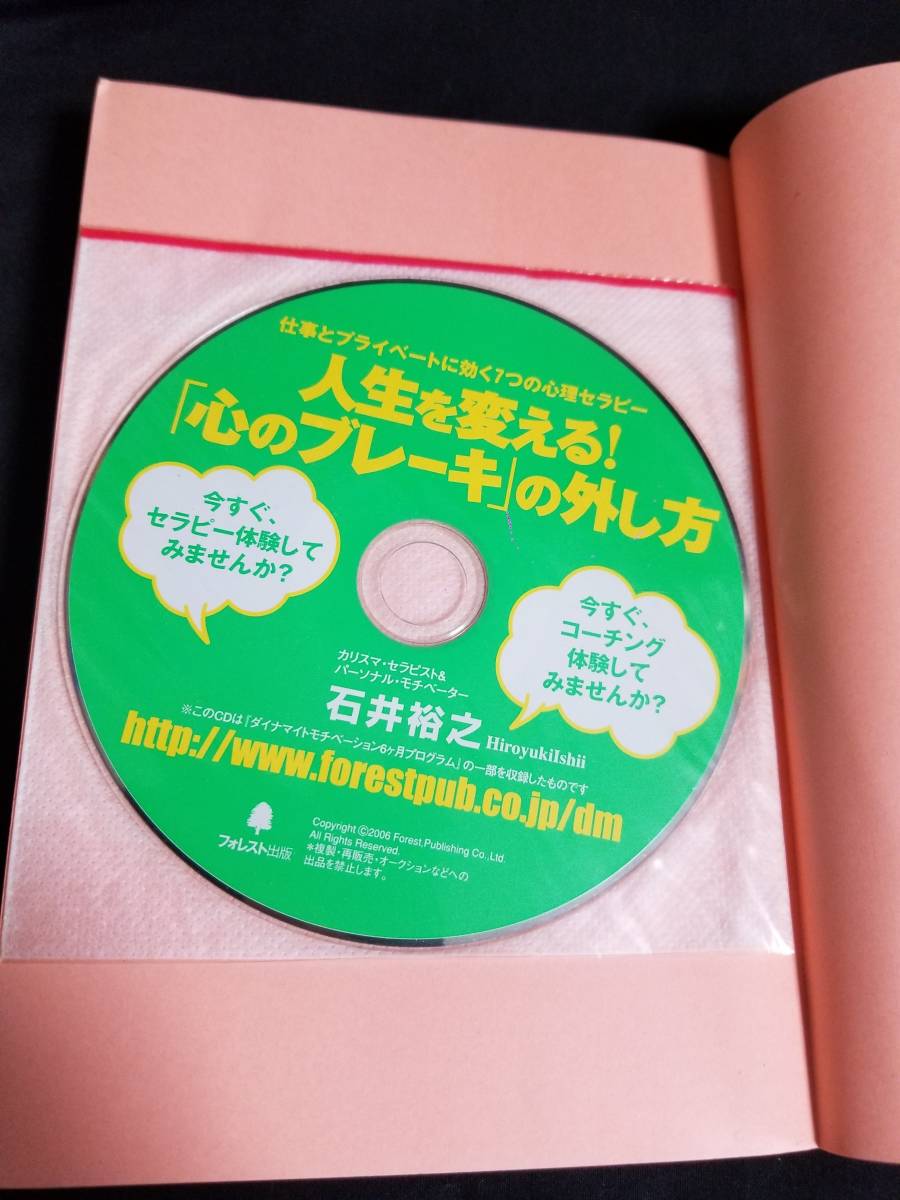 仕事とプライベートに効く7つの心理セラピー
人生を変える!
「心のブレーキ」の外し方
今すぐ、
セラピー体験して
みませんか?
今すぐ、
コーチング
体験して
みませんか?
カリスマ・セラピスト&
パーソナル・モチベーター
石井裕之 HiroyukiIshii
※このCDは『ダイナマイトモチベーション6ヶ月プログラム』の一部を収録したものです
http://www.forestpub.co.jp/dm
フォレスト出版
Copyright ©2006 Forest,Publishing Co.,Ltd.
All Rights Reserved.
*複製・再販売・オークションなどへの
出品を禁止します。